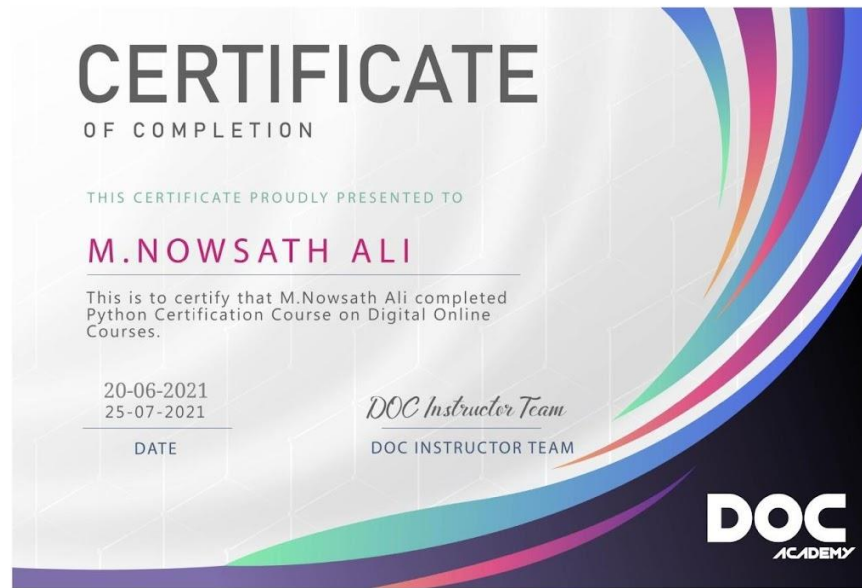 CERTIFICATE
OF COMPLETION
THIS CERTIFICATE PROUDLY PRESENTED TO
M.NOWSATH ALI
This is to certify that M.Nowsath Ali completed
Python Certification Course on Digital Online
Courses.
20-06-2021
25-07-2021
DATE
DOC Instructor Team
DOC INSTRUCTOR TEAM
DOC
ACADEMY